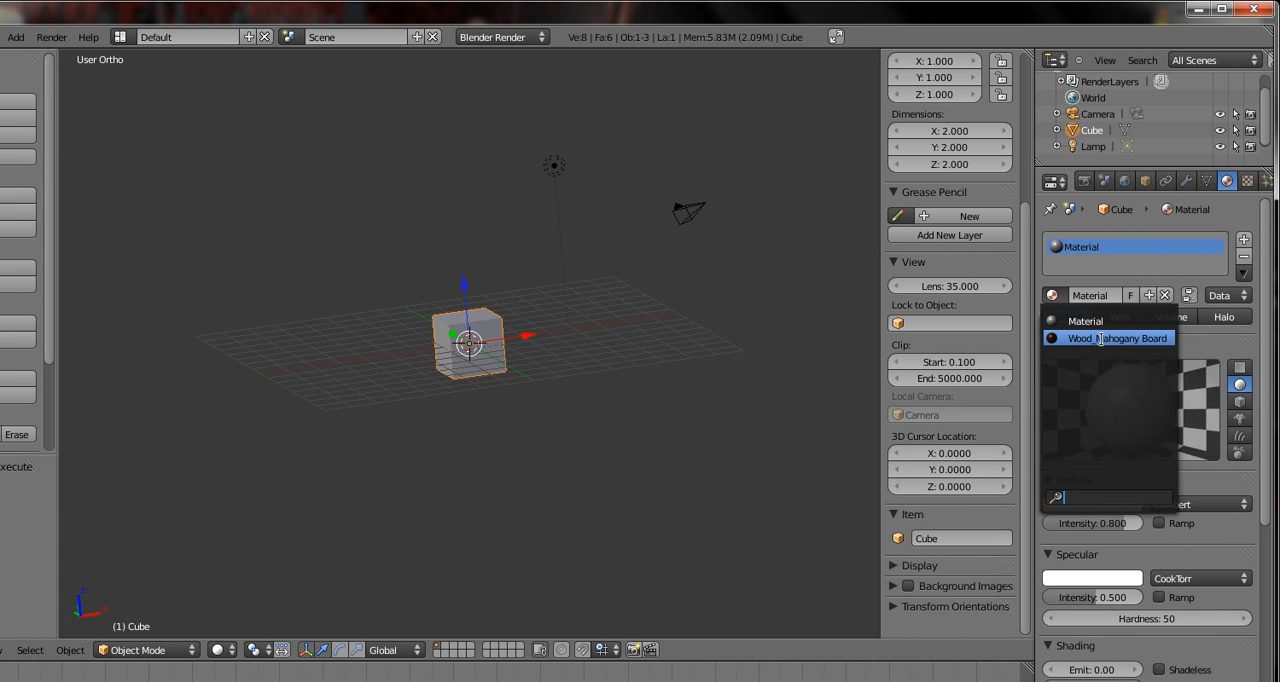 Add Render Help Default Scene Blender Render Ve:8 | Fa:6 | Ob:1-3 | La:1 | Mem:5.83M (2.09M) | Cube
User Ortho
(1) Cube
Erase
xecute
X: 1.000
Y: 1.000
Z: 1.000
Dimensions:
X: 2.000
Y: 2.000
Z: 2.000
Grease Pencil
New
Add New Layer
View
Lens: 35.000
Lock to Object:
Clip:
Start: 0.100
End: 5000.000
Local Camera:
Camera
3D Cursor Location:
X: 0.0000
Y: 0.0000
Z: 0.0000
Item
Cube
Display
Background Images
Transform Orientations
View Search All Scenes
RenderLayers
World
Camera
Cube
Lamp
Cube Material
Material
Material F Data
Halo
Material
Wood_Mahogany Board
Intensity: 0.800 Ramp
Specular
CookTorr
Intensity: 0.500 Ramp
Hardness: 50
Shading
Emit: 0.00 Shadeless
Select Object Object Mode Global